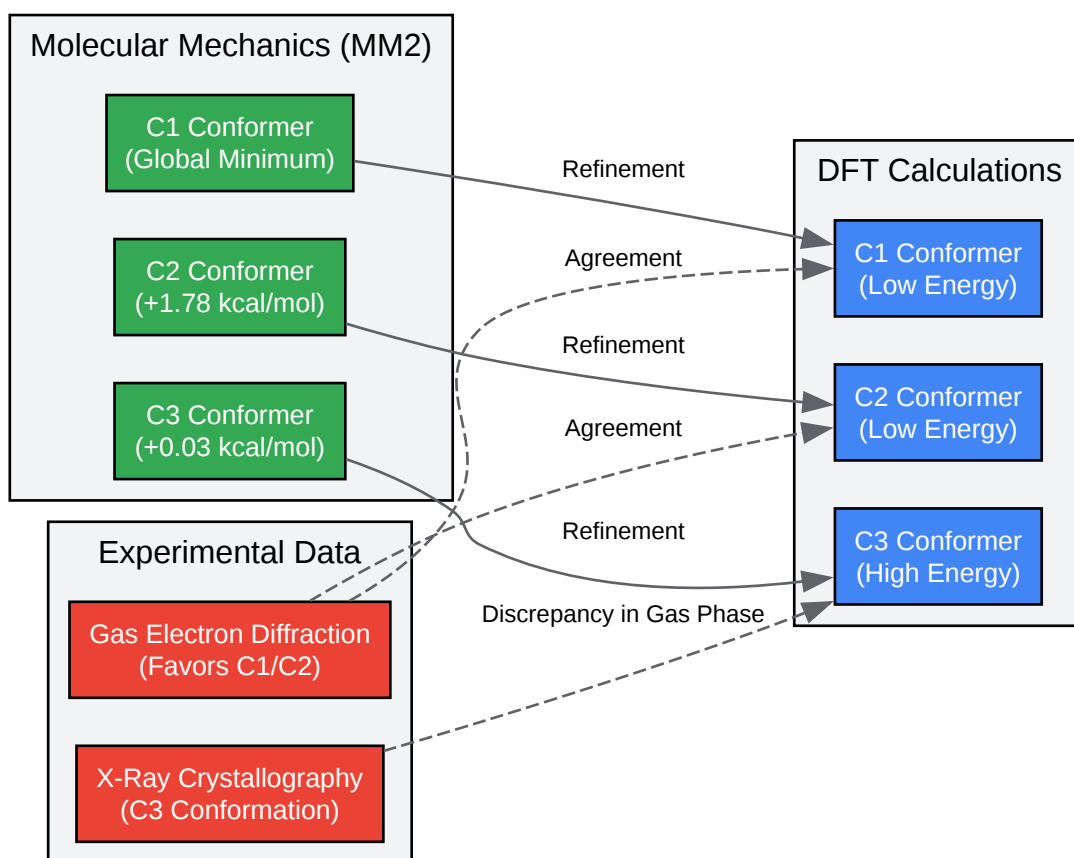 Molecular Mechanics (MM2)
C1 Conformer
(Global Minimum)
C2 Conformer
(+1.78 kcal/mol)
C3 Conformer
(+0.03 kcal/mol)
Experimental Data
Gas Electron Diffraction
(Favors C1/C2)
X-Ray Crystallography
(C3 Conformation)
Refinement
Agreement
Refinement
Agreement
Refinement
Discrepancy in Gas Phase
DFT Calculations
C1 Conformer
(Low Energy)
C2 Conformer
(Low Energy)
C3 Conformer
(High Energy)